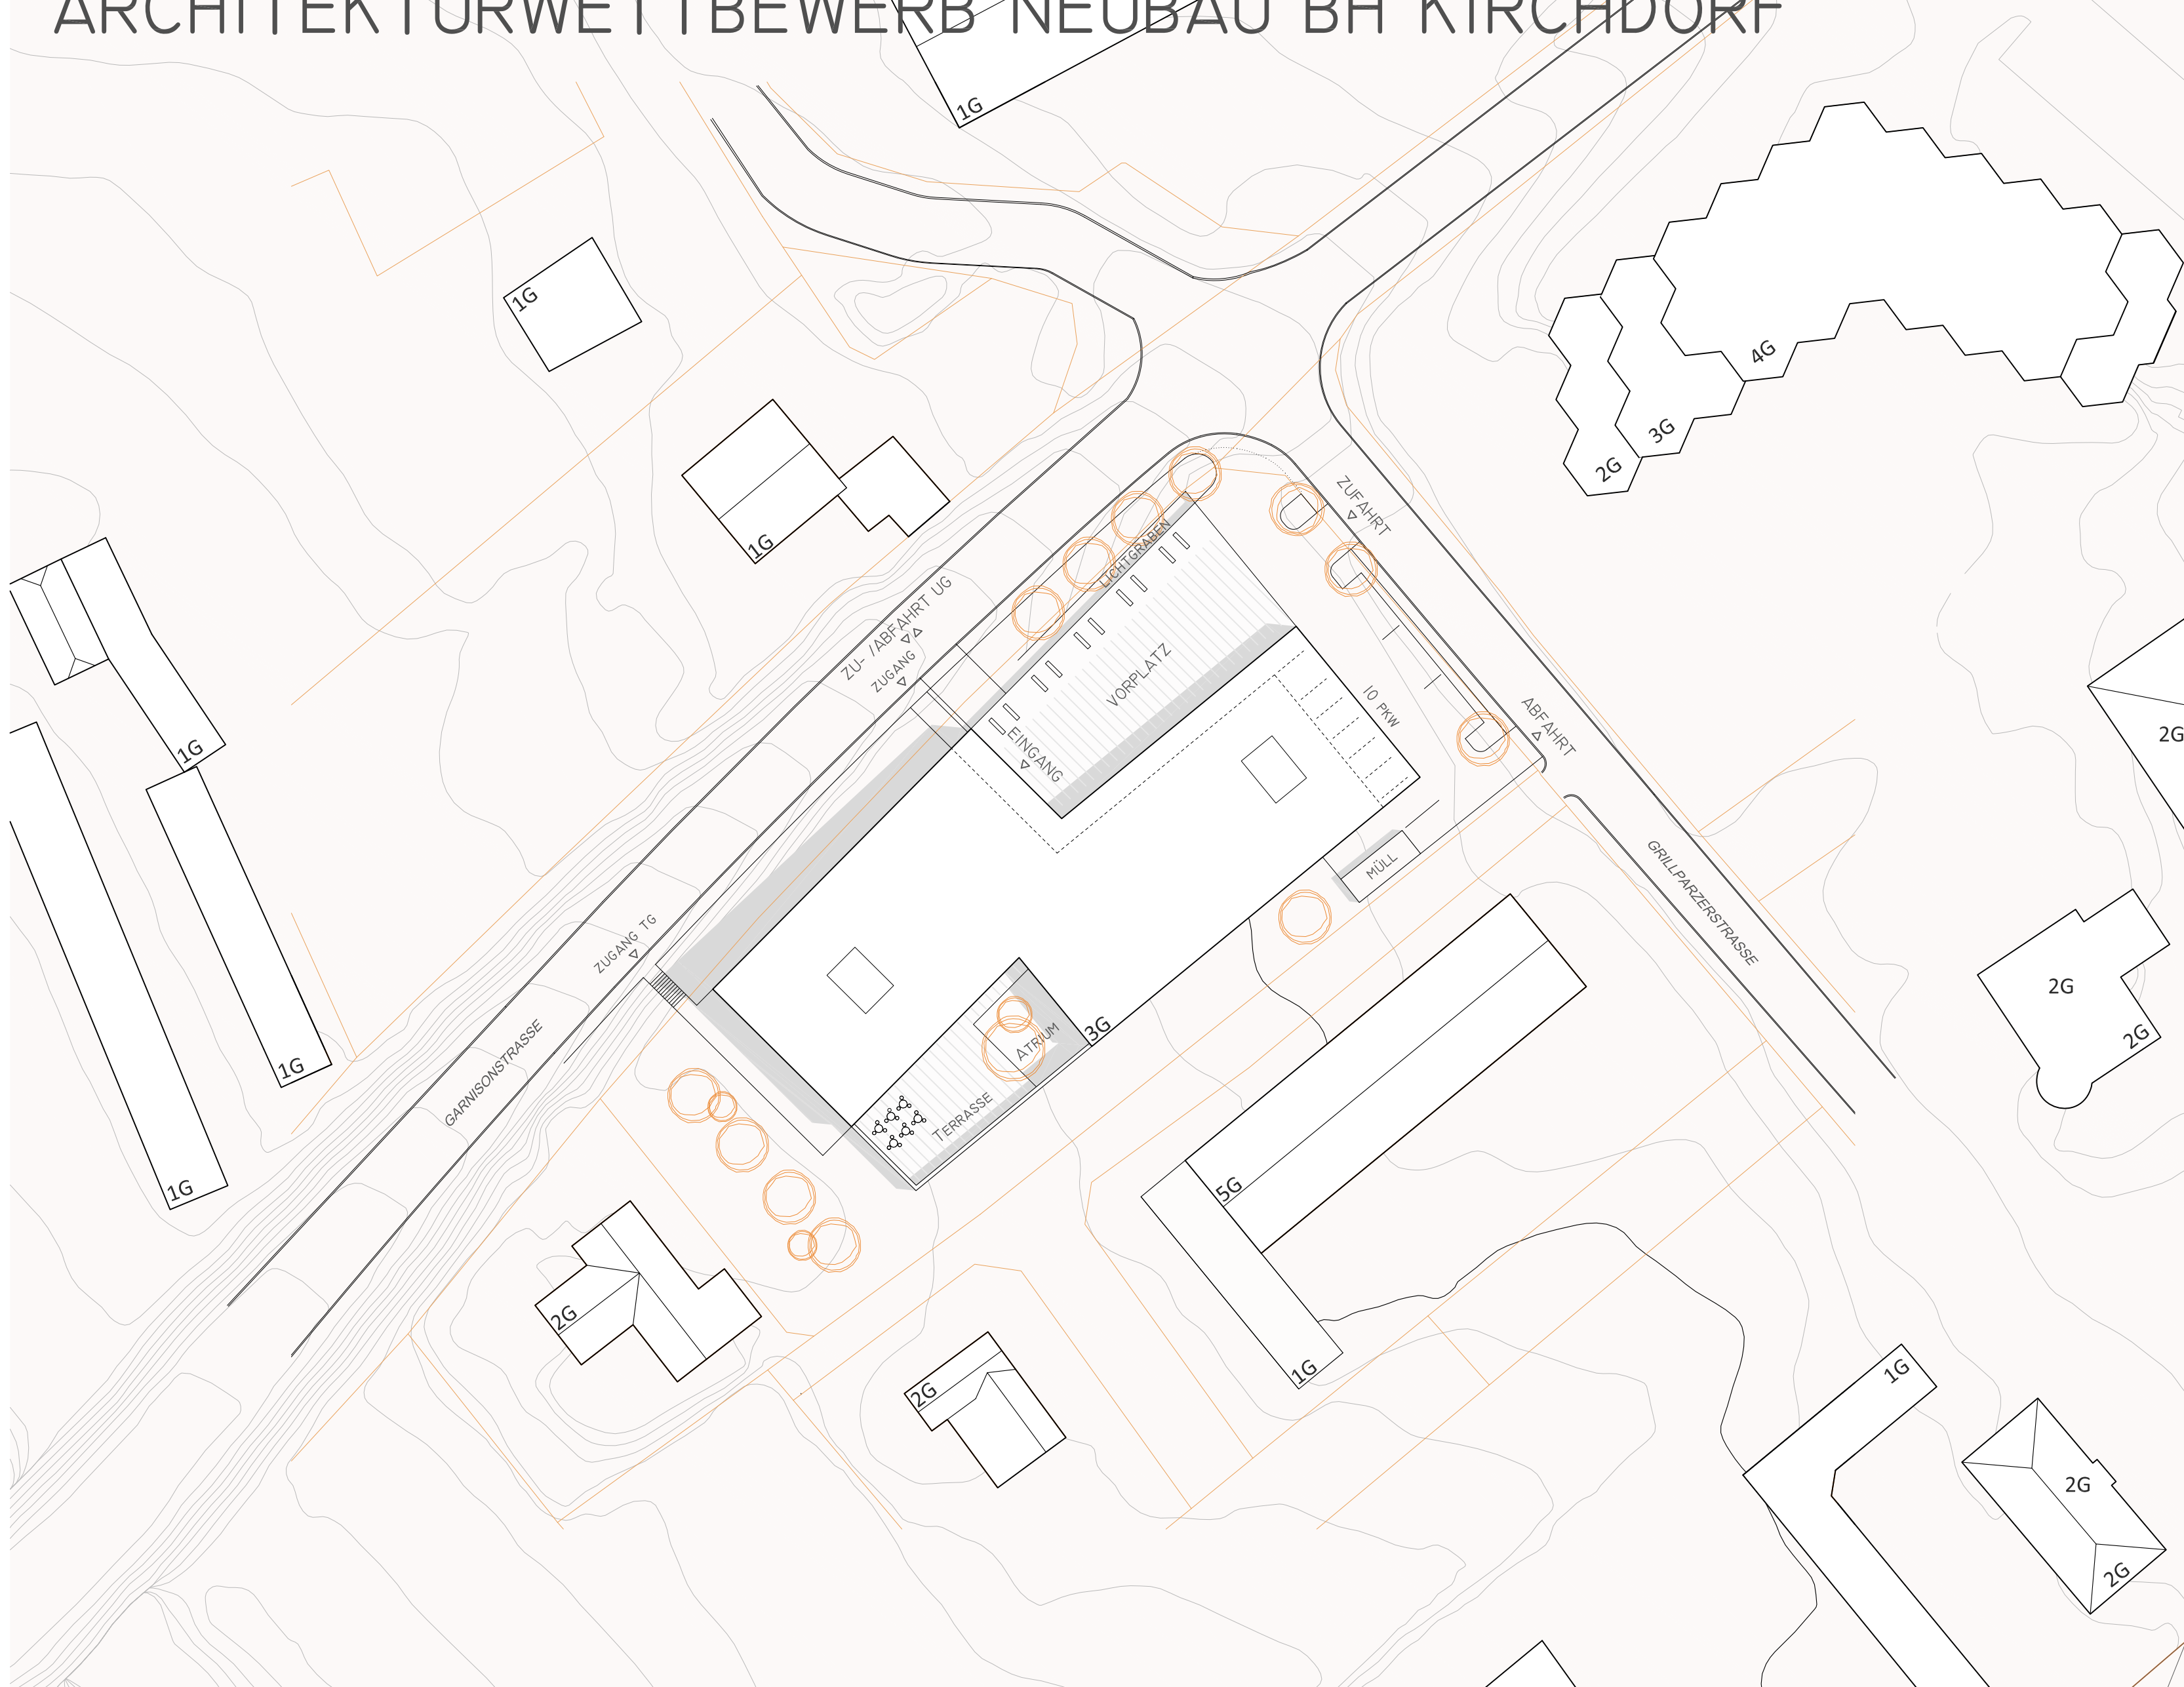 ARCHITEKTURWETTBEWERB NEUBAU BH KIRCHDORF
1G
1G
4G
3G
2G
1G
ZUFAHRT
LICHTGRABEN
ZU- /ABFAHRT UG
ZUGANG
VORPLATZ
EINGANG
10 PKW
ABFAHRT
2G
1G
MÜLL
GRILLPARZERSTRASSE
ZUGANG TG
GARNISONSTRASSE
ATRIUM
3G
TERRASSE
2G
2G
1G
1G
5G
2G
2G
1G
1G
2G
2G